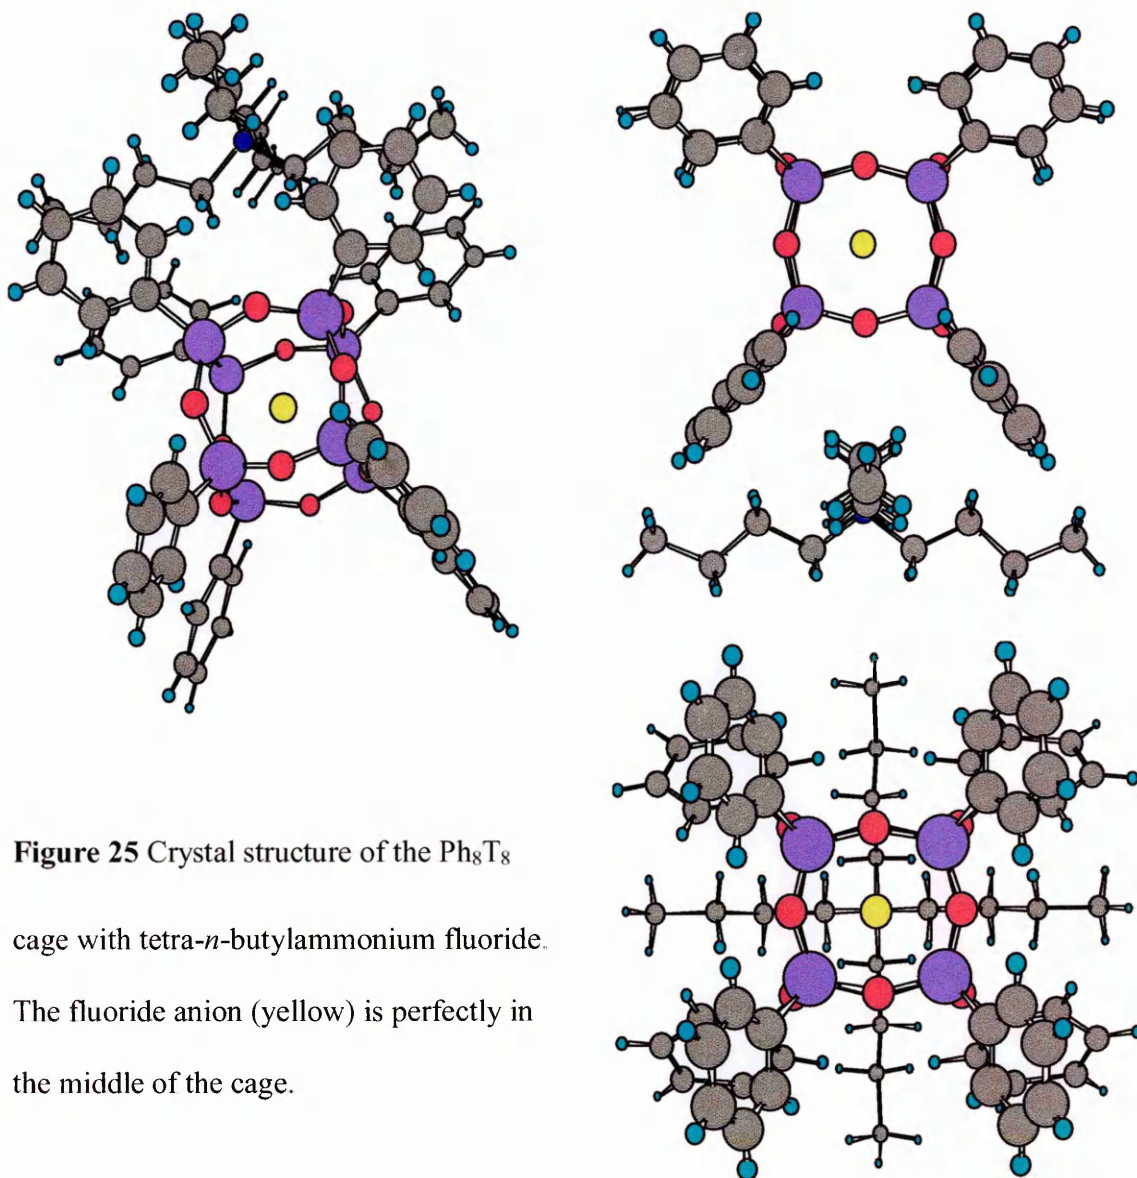 Figure 25 Crystal structure of the Ph₈T₈
cage with tetra-n-butylammonium fluoride.
The fluoride anion (yellow) is perfectly in
the middle of the cage.